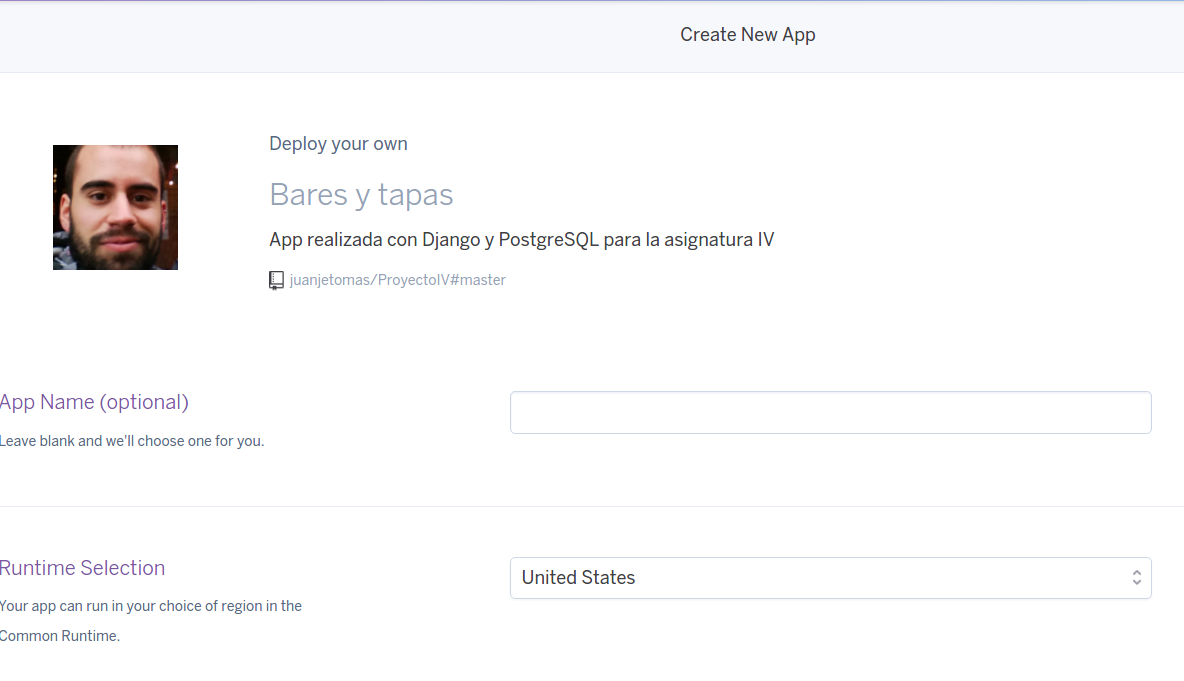 Create New App
Deploy your own
Bares y tapas
App realizada con Django y PostgreSQL para la asignatura IV
juanjetomas/ProyectoIV#master
App Name (optional)
Leave blank and we'll choose one for you.
Runtime Selection
United States
Your app can run in your choice of region in the
Common Runtime.